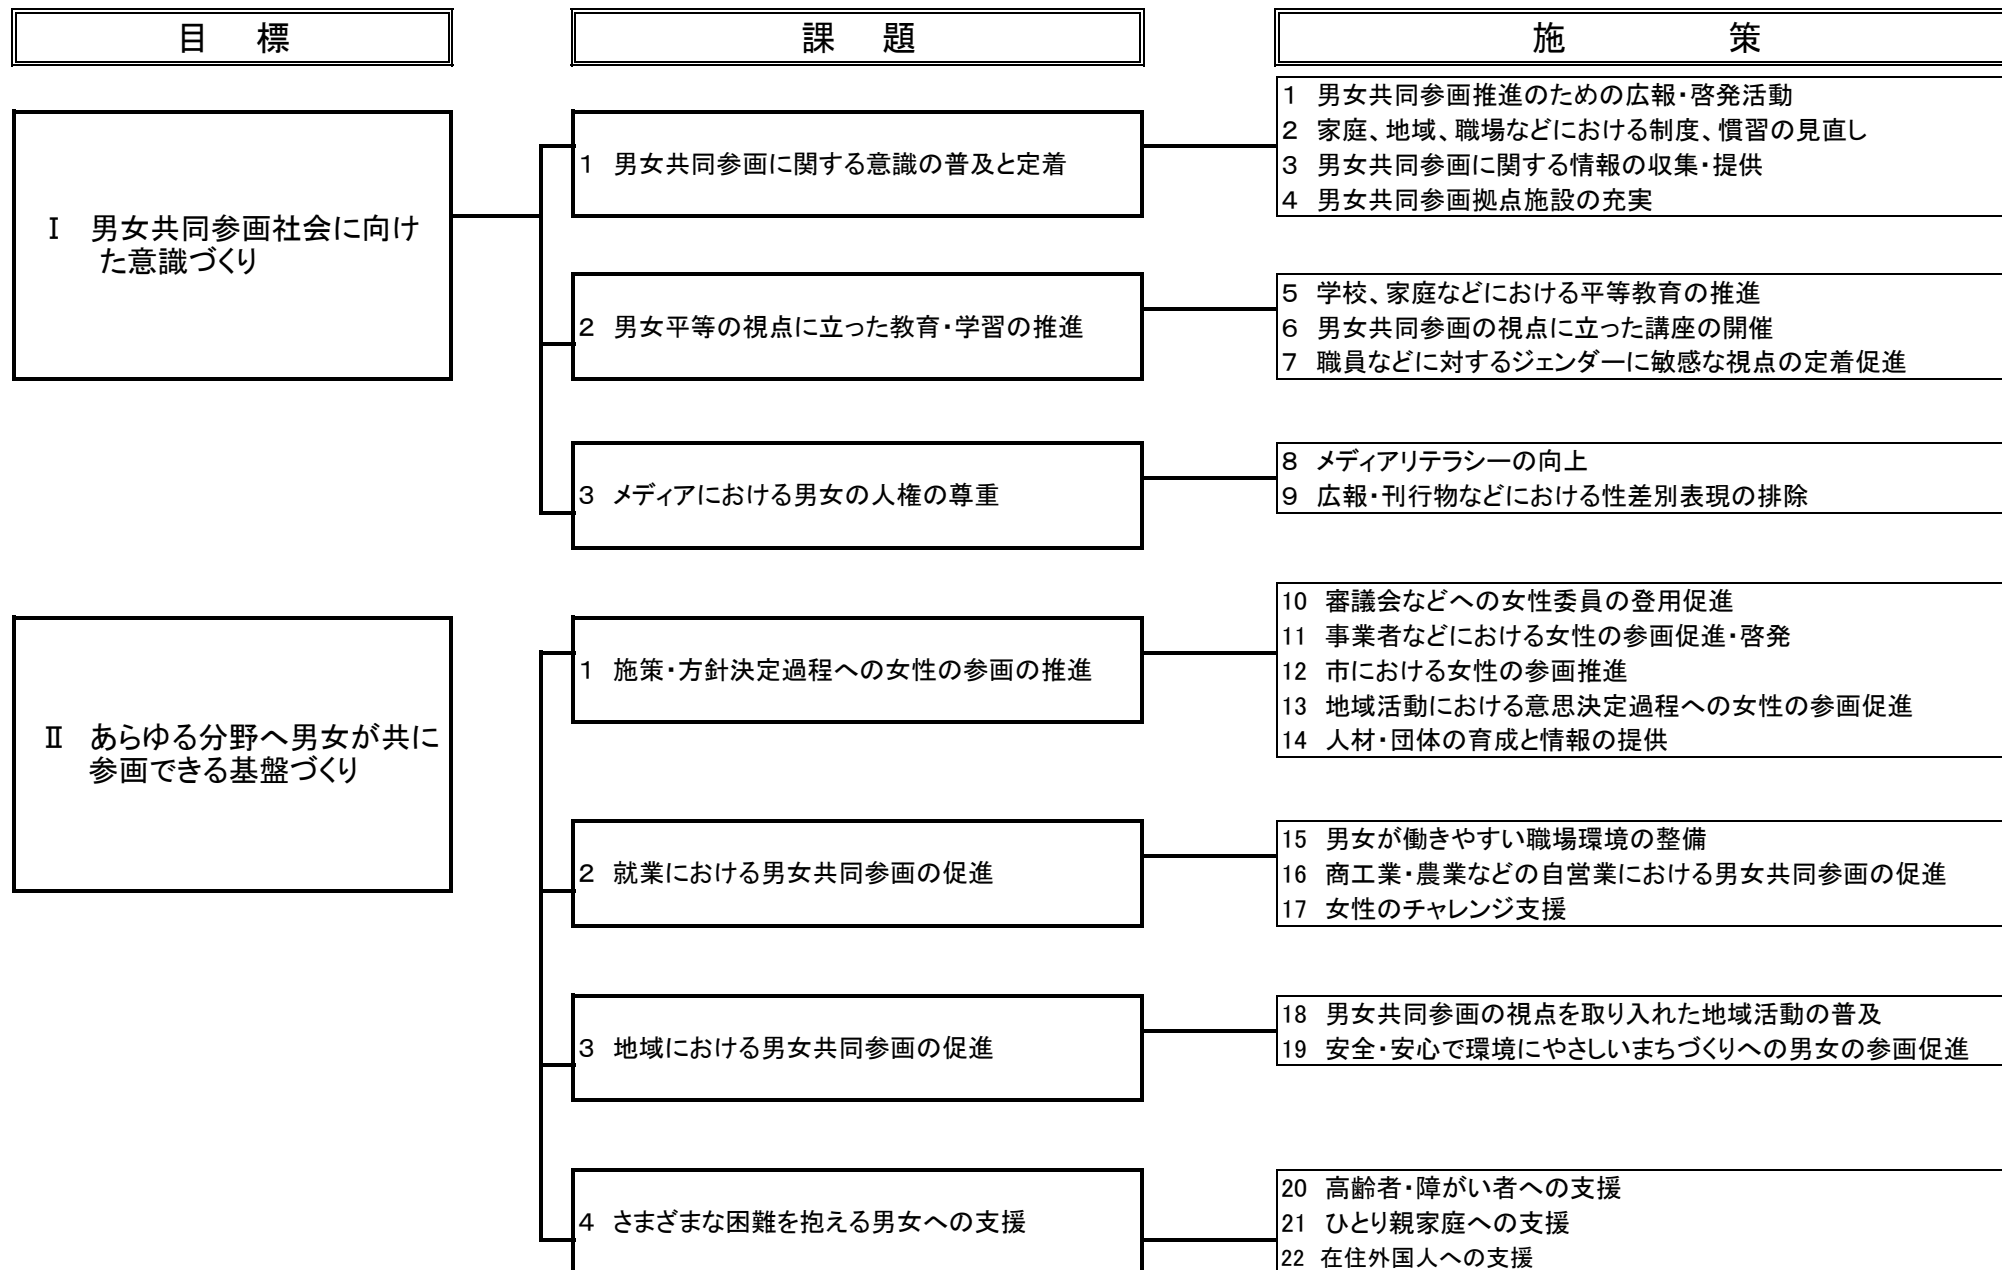 目　標
課　題
施　策
Ⅰ　男女共同参画社会に向け
た意識づくり
1　男女共同参画に関する意識の普及と定着
1　男女共同参画推進のための広報・啓発活動
2　家庭、地域、職場などにおける制度、慣習の見直し
3　男女共同参画に関する情報の収集・提供
4　男女共同参画拠点施設の充実
2　男女平等の視点に立った教育・学習の推進
5　学校、家庭などにおける平等教育の推進
6　男女共同参画の視点に立った講座の開催
7　職員などに対するジェンダーに敏感な視点の定着促進
3　メディアにおける男女の人権の尊重
8　メディアリテラシーの向上
9　広報・刊行物などにおける性差別表現の排除
Ⅱ　あらゆる分野へ男女が共に
参画できる基盤づくり
1　施策・方針決定過程への女性の参画の推進
10　審議会などへの女性委員の登用促進
11　事業者などにおける女性の参画促進・啓発
12　市における女性の参画推進
13　地域活動における意思決定過程への女性の参画促進
14　人材・団体の育成と情報の提供
2　就業における男女共同参画の促進
15　男女が働きやすい職場環境の整備
16　商工業・農業などの自営業における男女共同参画の促進
17　女性のチャレンジ支援
3　地域における男女共同参画の促進
18　男女共同参画の視点を取り入れた地域活動の普及
19　安全・安心で環境にやさしいまちづくりへの男女の参画促進
4　さまざまな困難を抱える男女への支援
20　高齢者・障がい者への支援
21　ひとり親家庭への支援
22　在住外国人への支援